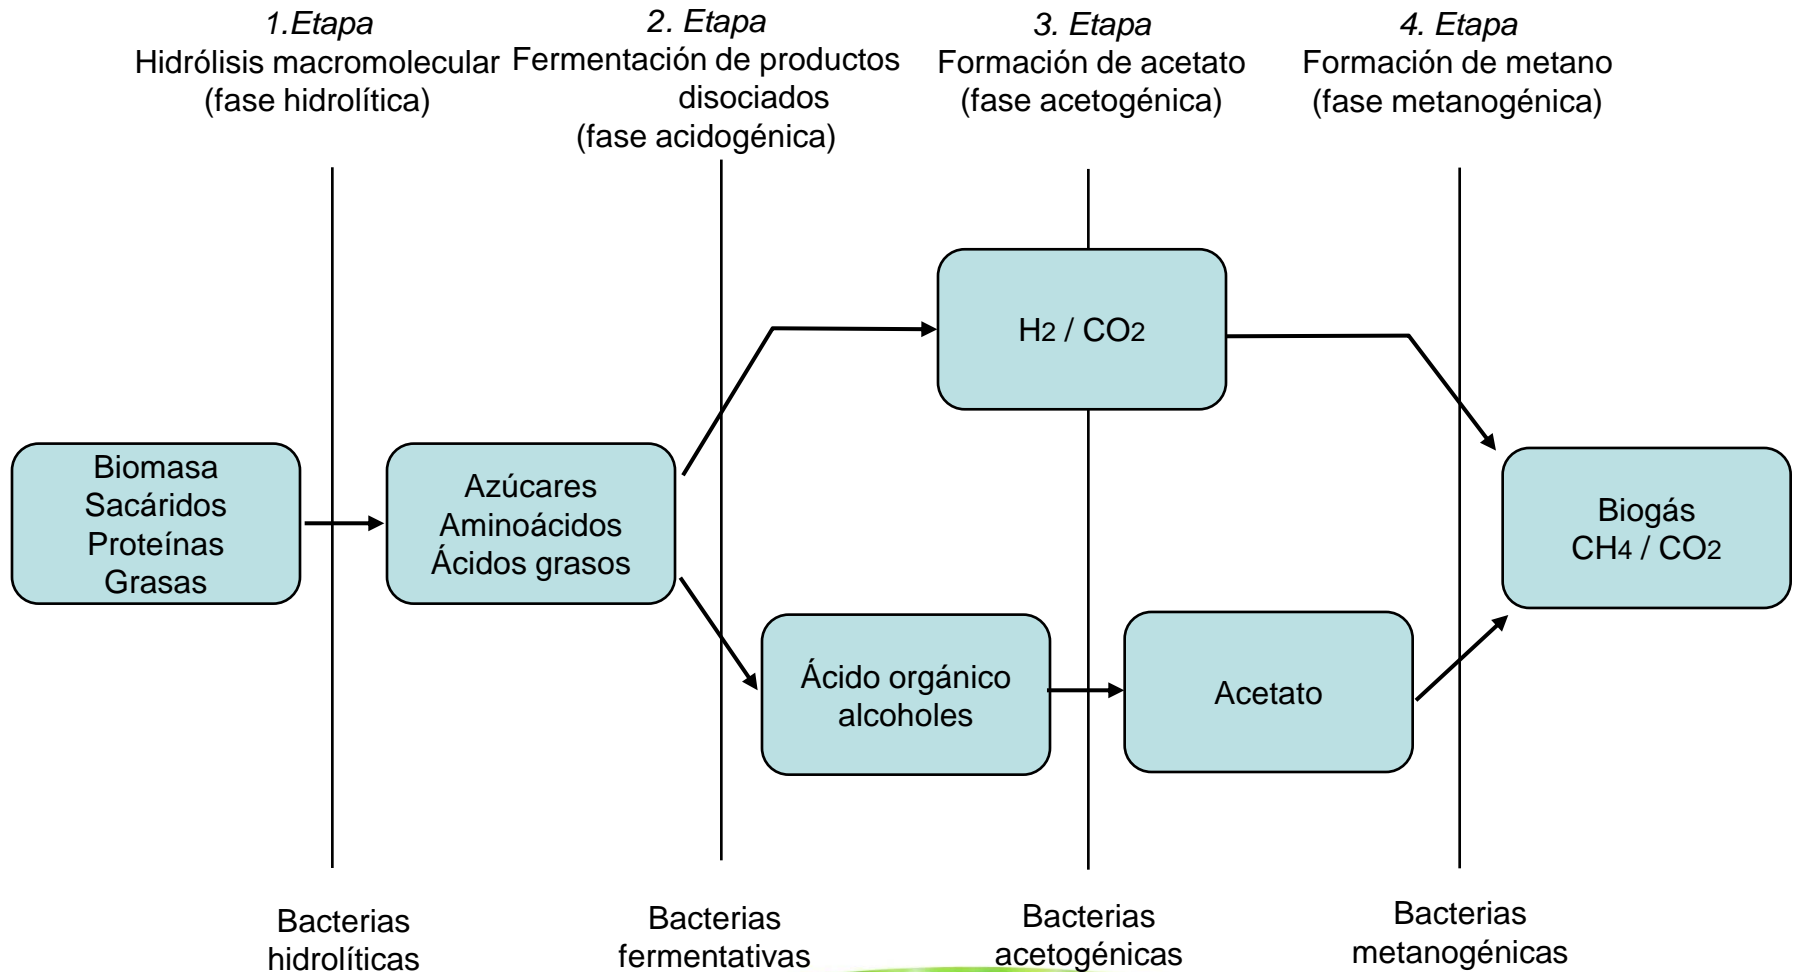 1.Etapa
Hidrólisis macromolecular
(fase hidrolítica)
2. Etapa
Fermentación de productos
disociados
(fase acidogénica)
3. Etapa
Formación de acetato
(fase acetogénica)
4. Etapa
Formación de metano
(fase metanogénica)
H2 / CO2
Biomasa
Sacáridos
Proteínas
Grasas
Azúcares
Aminoácidos
Ácidos grasos
Biogás
CH4 / CO2
Ácido orgánico
alcoholes
Acetato
Bacterias
hidrolíticas
Bacterias
fermentativas
Bacterias
acetogénicas
Bacterias
metanogénicas